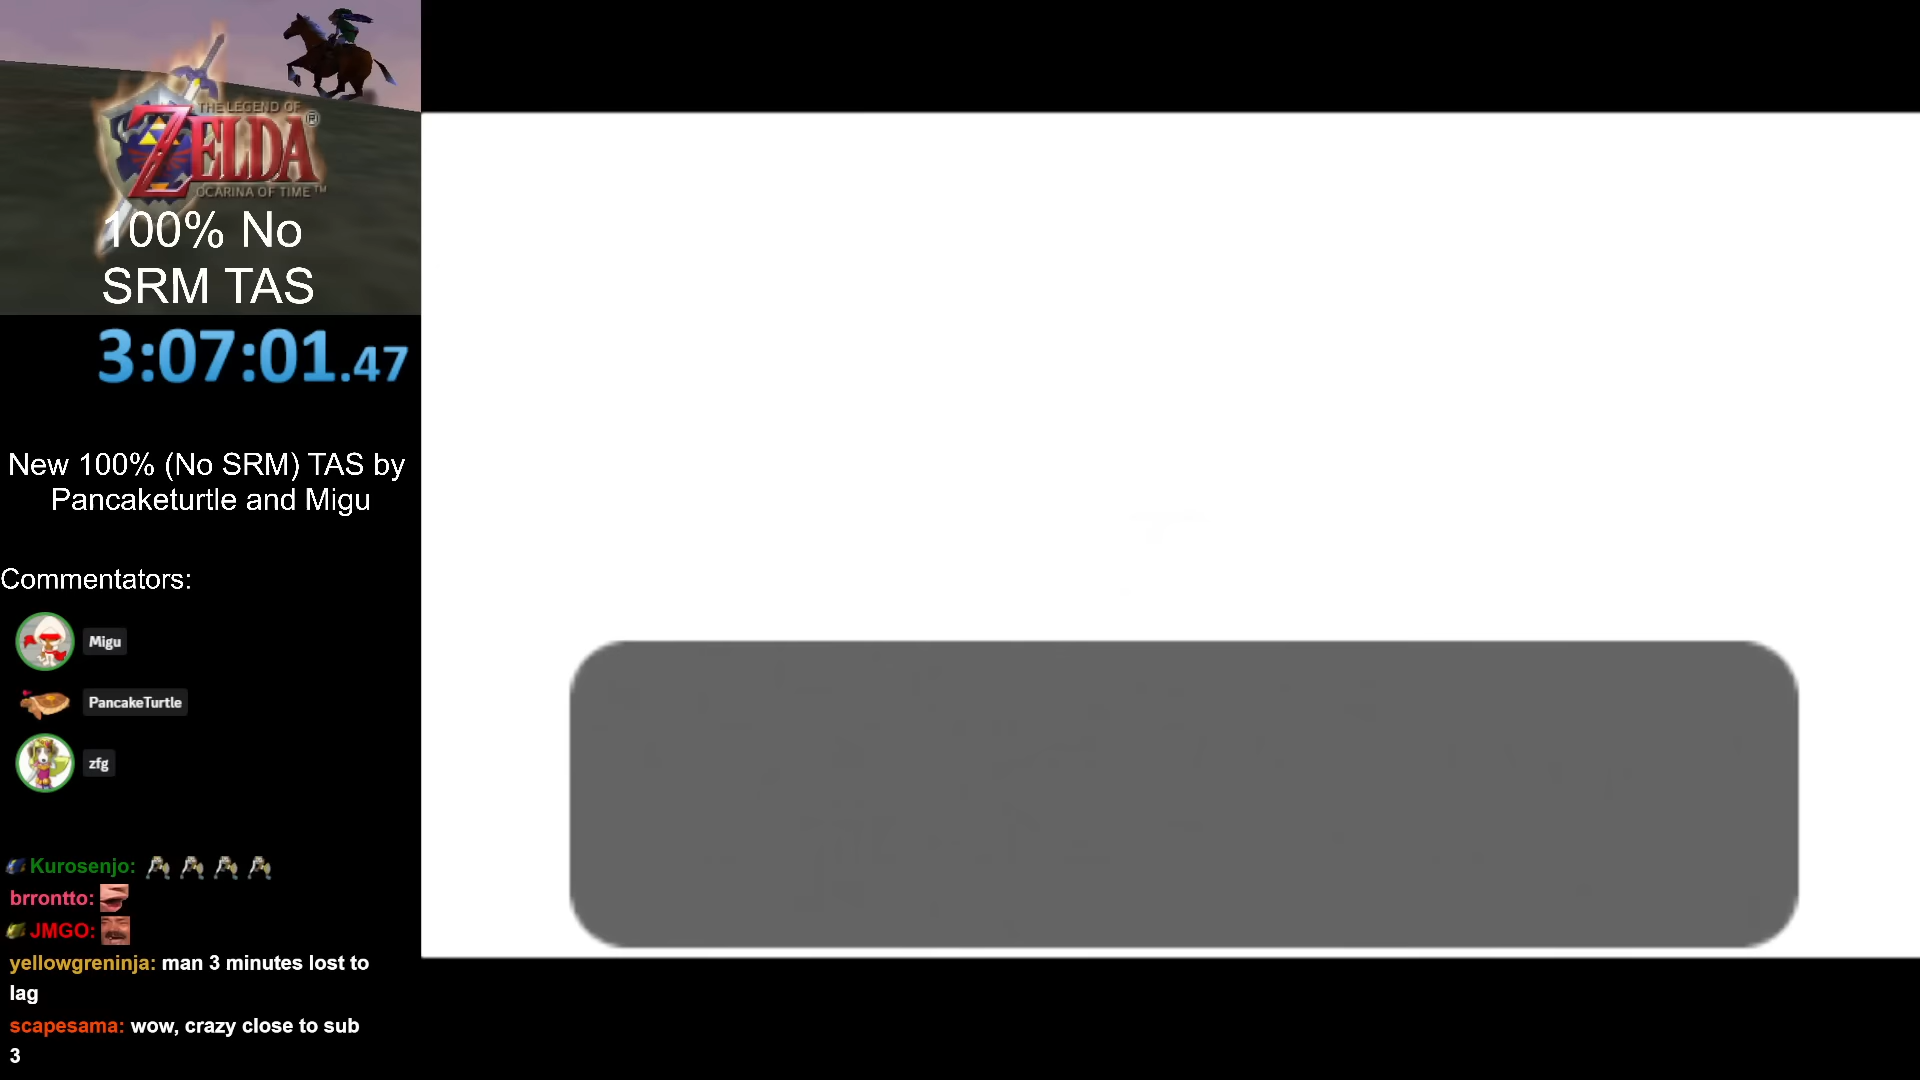 THE LEGEND OF
ZELDA®
OCARINA OF TIME™
100% No
SRM TAS
3:07:01.47
New 100% (No SRM) TAS by
Pancaketurtle and Migu
Commentators:
Migu
PancakeTurtle
zfg
Kurosenjo:
brrontto:
JMGO:
yellowgreninja: man 3 minutes lost to
lag
scapesama: wow, crazy close to sub
3